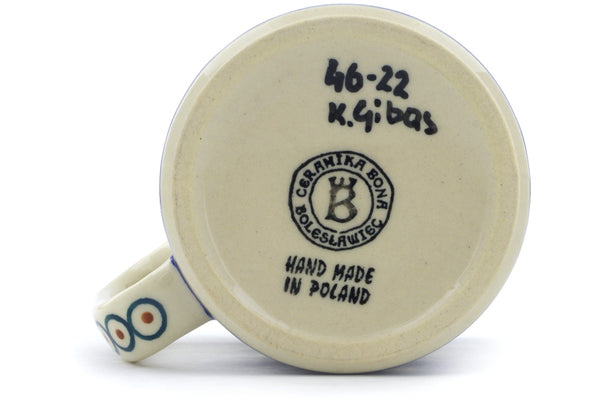 46-22
K.Gibas
CERAMIKA BONA
B
BOLESŁAWIEC
HAND MADE
IN POLAND